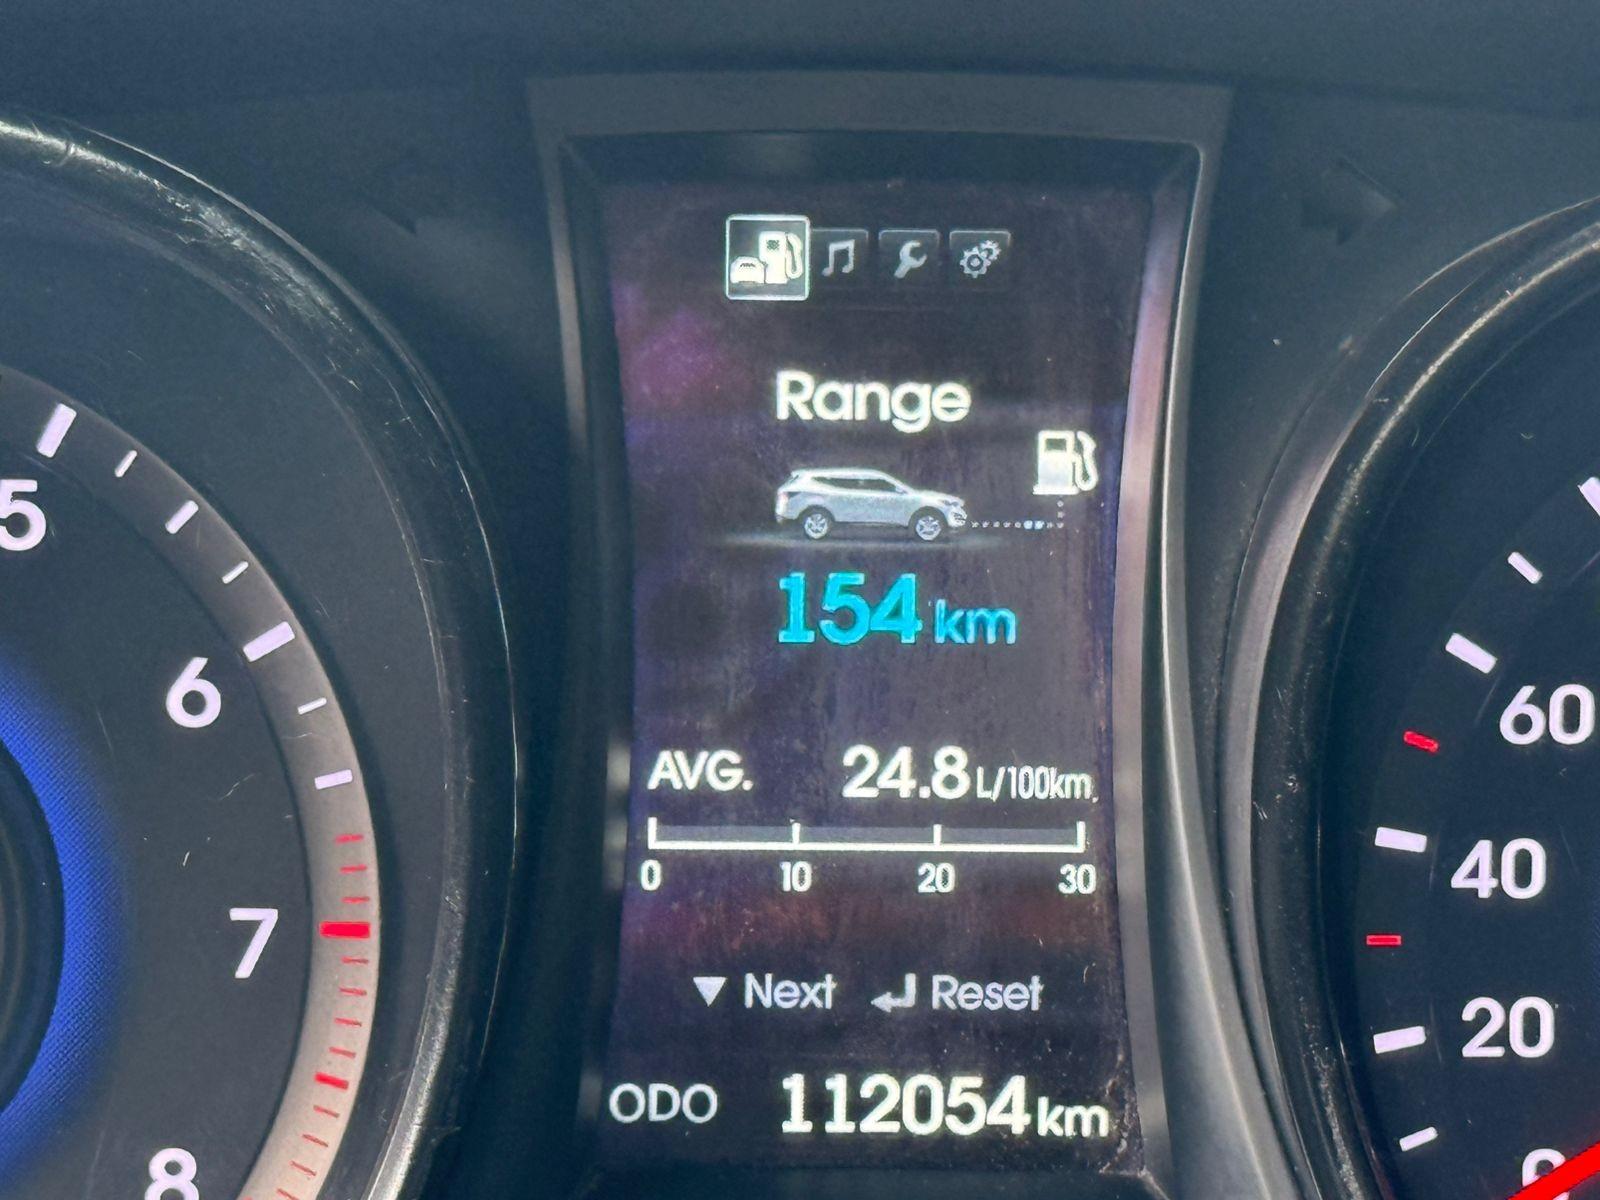 Range
154 km
AVG. 24.8 L/100km.
0 10 20 30
▼ Next ↵ Reset
ODO 112054 km
5
6
7
8
60
40
20
0